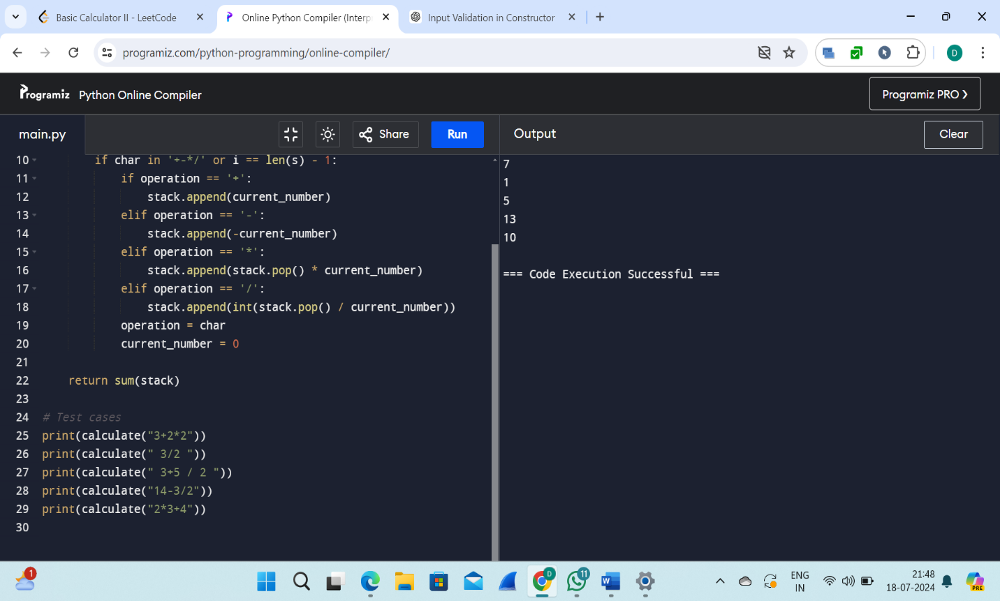 Basic Calculator II - LeetCode
Online Python Compiler (Interp
Input Validation in Constructor
programiz.com/python-programming/online-compiler/
D
Programiz Python Online Compiler
Programiz PRO
main.py
Share
Run
Output
Clear
10 if char in '+-*/' or i == len(s) - 1:
11 if operation == '+':
12 stack.append(current_number)
13 elif operation == '-':
14 stack.append(-current_number)
15 elif operation == '*':
16 stack.append(stack.pop() * current_number)
17 elif operation == '/':
18 stack.append(int(stack.pop() / current_number))
19 operation = char
20 current_number = 0
21
22 return sum(stack)
23
24 # Test cases
25 print(calculate("3+2*2"))
26 print(calculate(" 3/2 "))
27 print(calculate(" 3+5 / 2 "))
28 print(calculate("14-3/2"))
29 print(calculate("2*3+4"))
30
7
1
5
13
10
=== Code Execution Successful ===
1
D
11
W
ENG
IN
21:48
18-07-2024
PRE